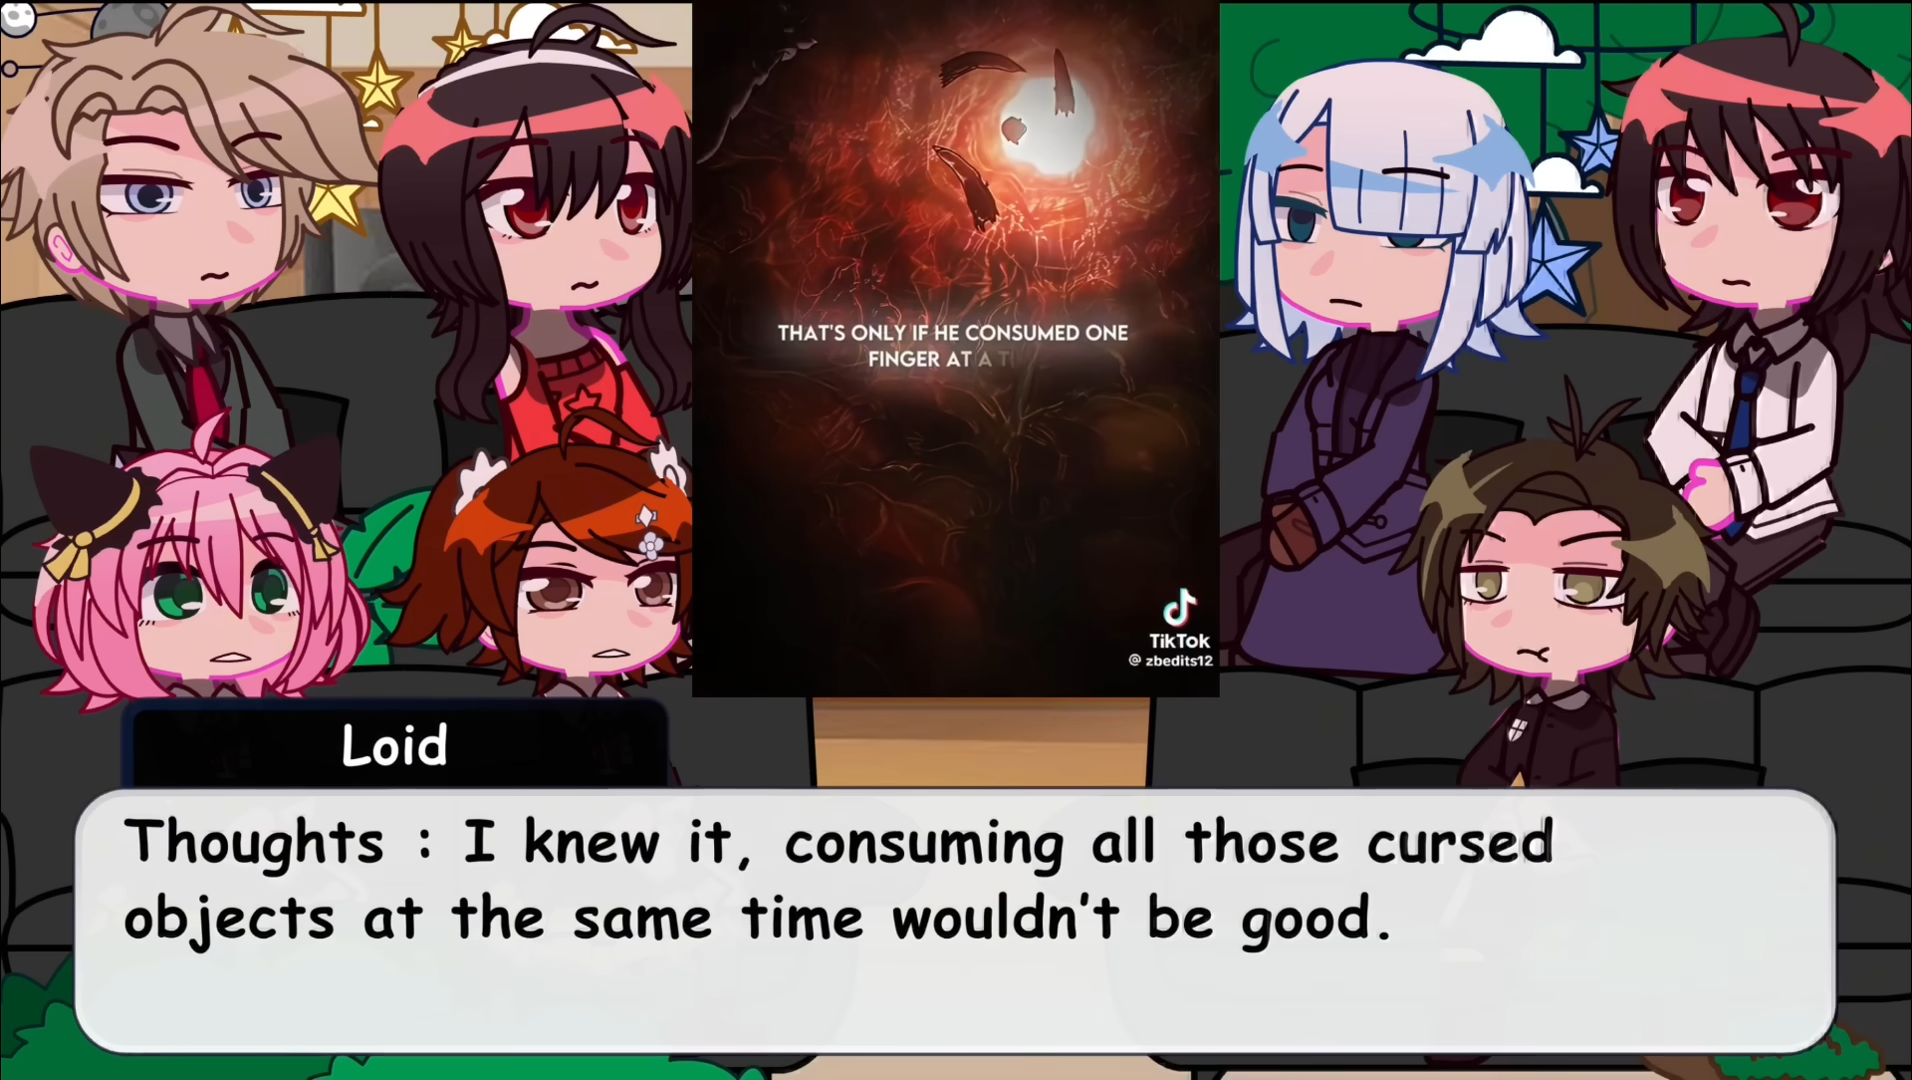 THAT'S ONLY IF HE CONSUMED ONE
FINGER AT A T
TikTok
@ zbedits12
Loid
Thoughts : I knew it, consuming all those cursed
objects at the same time wouldn't be good.